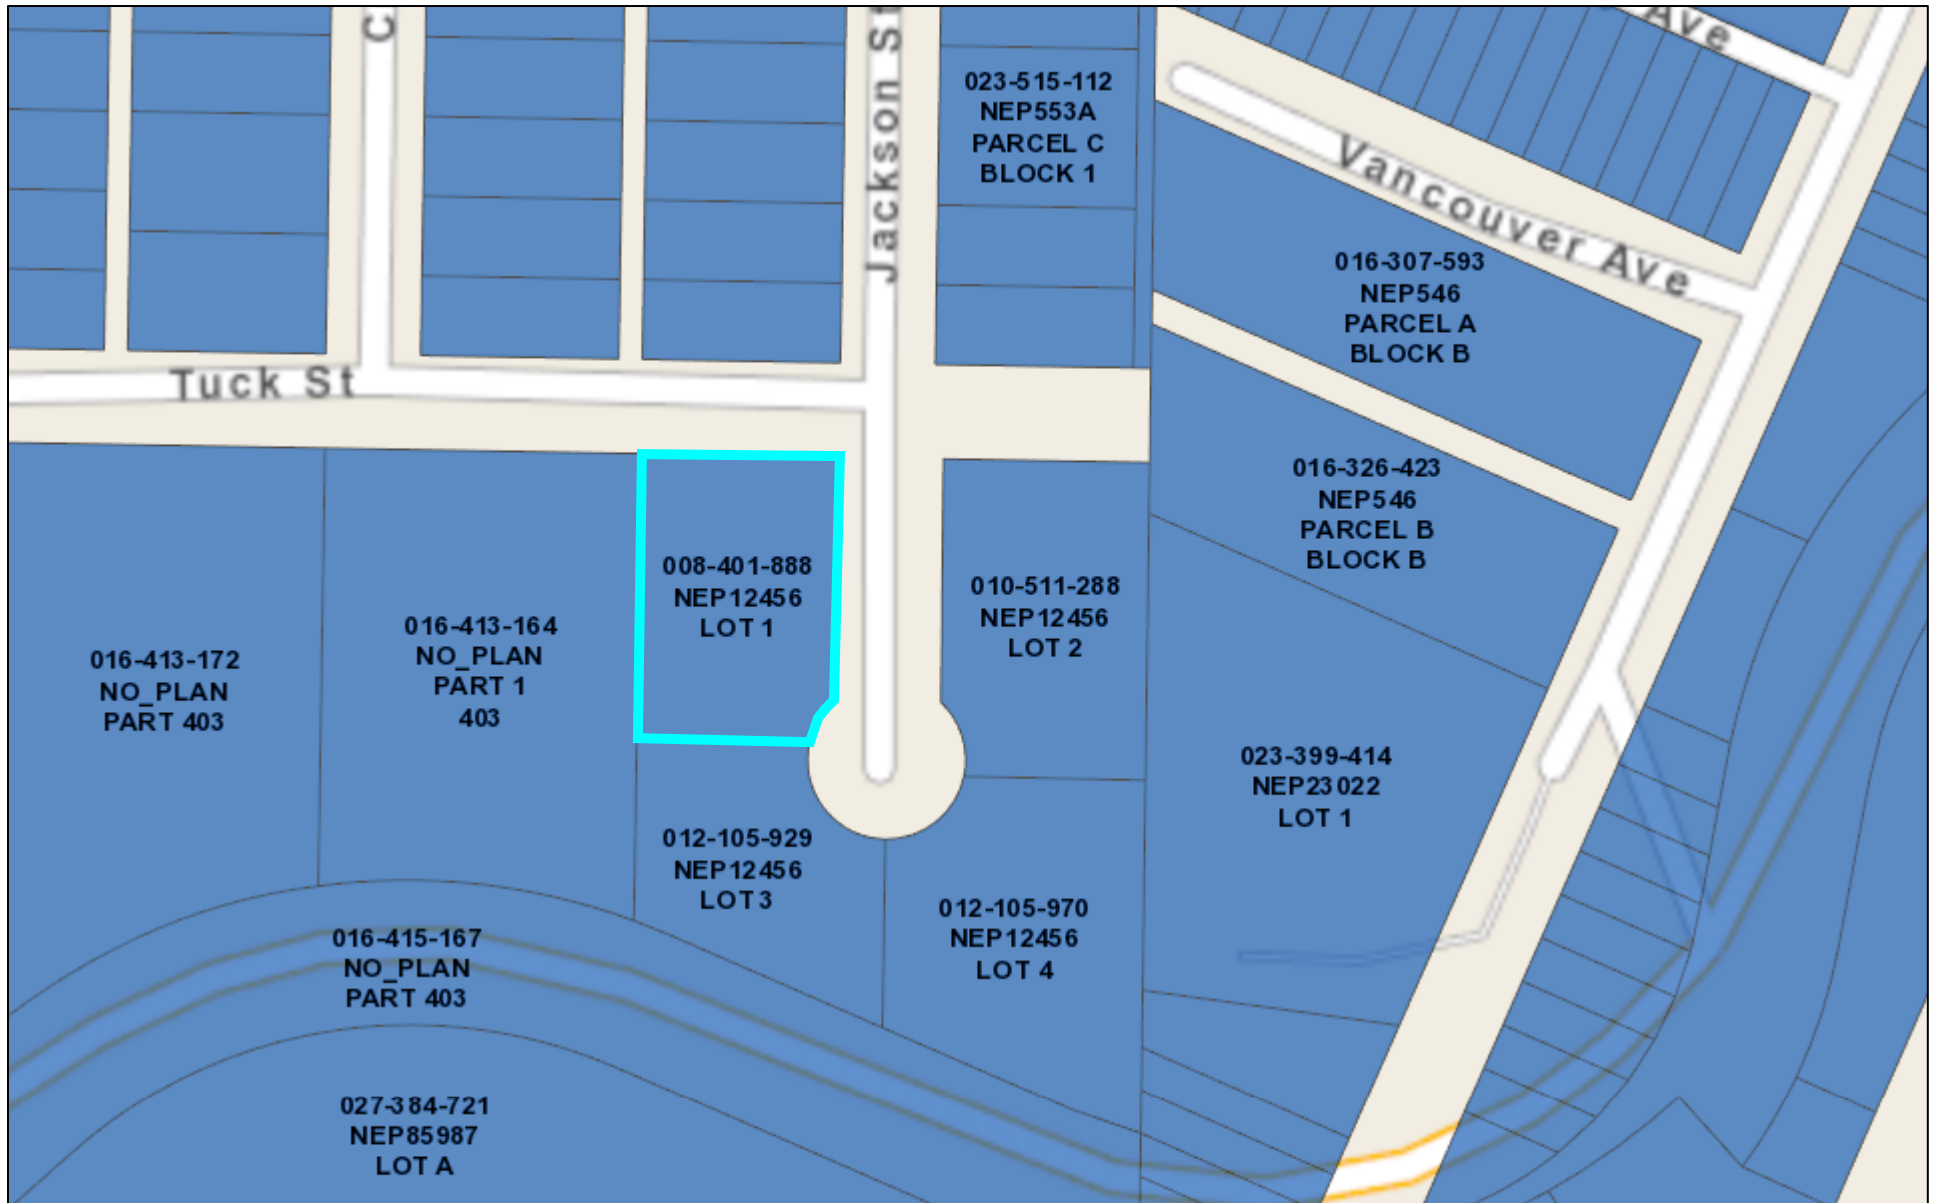 C
Jackson St
Ave
023-515-112
NEP553A
PARCEL C
BLOCK 1
Vancouver Ave
016-307-593
NEP546
PARCEL A
BLOCK B
Tuck St
016-326-423
NEP546
PARCEL B
BLOCK B
008-401-888
NEP12456
LOT 1
010-511-288
NEP12456
LOT 2
016-413-164
NO_PLAN
PART 1
403
016-413-172
NO_PLAN
PART 403
023-399-414
NEP23022
LOT 1
012-105-929
NEP12456
LOT 3
012-105-970
NEP12456
LOT 4
016-415-167
NO_PLAN
PART 403
027-384-721
NEP85987
LOT A